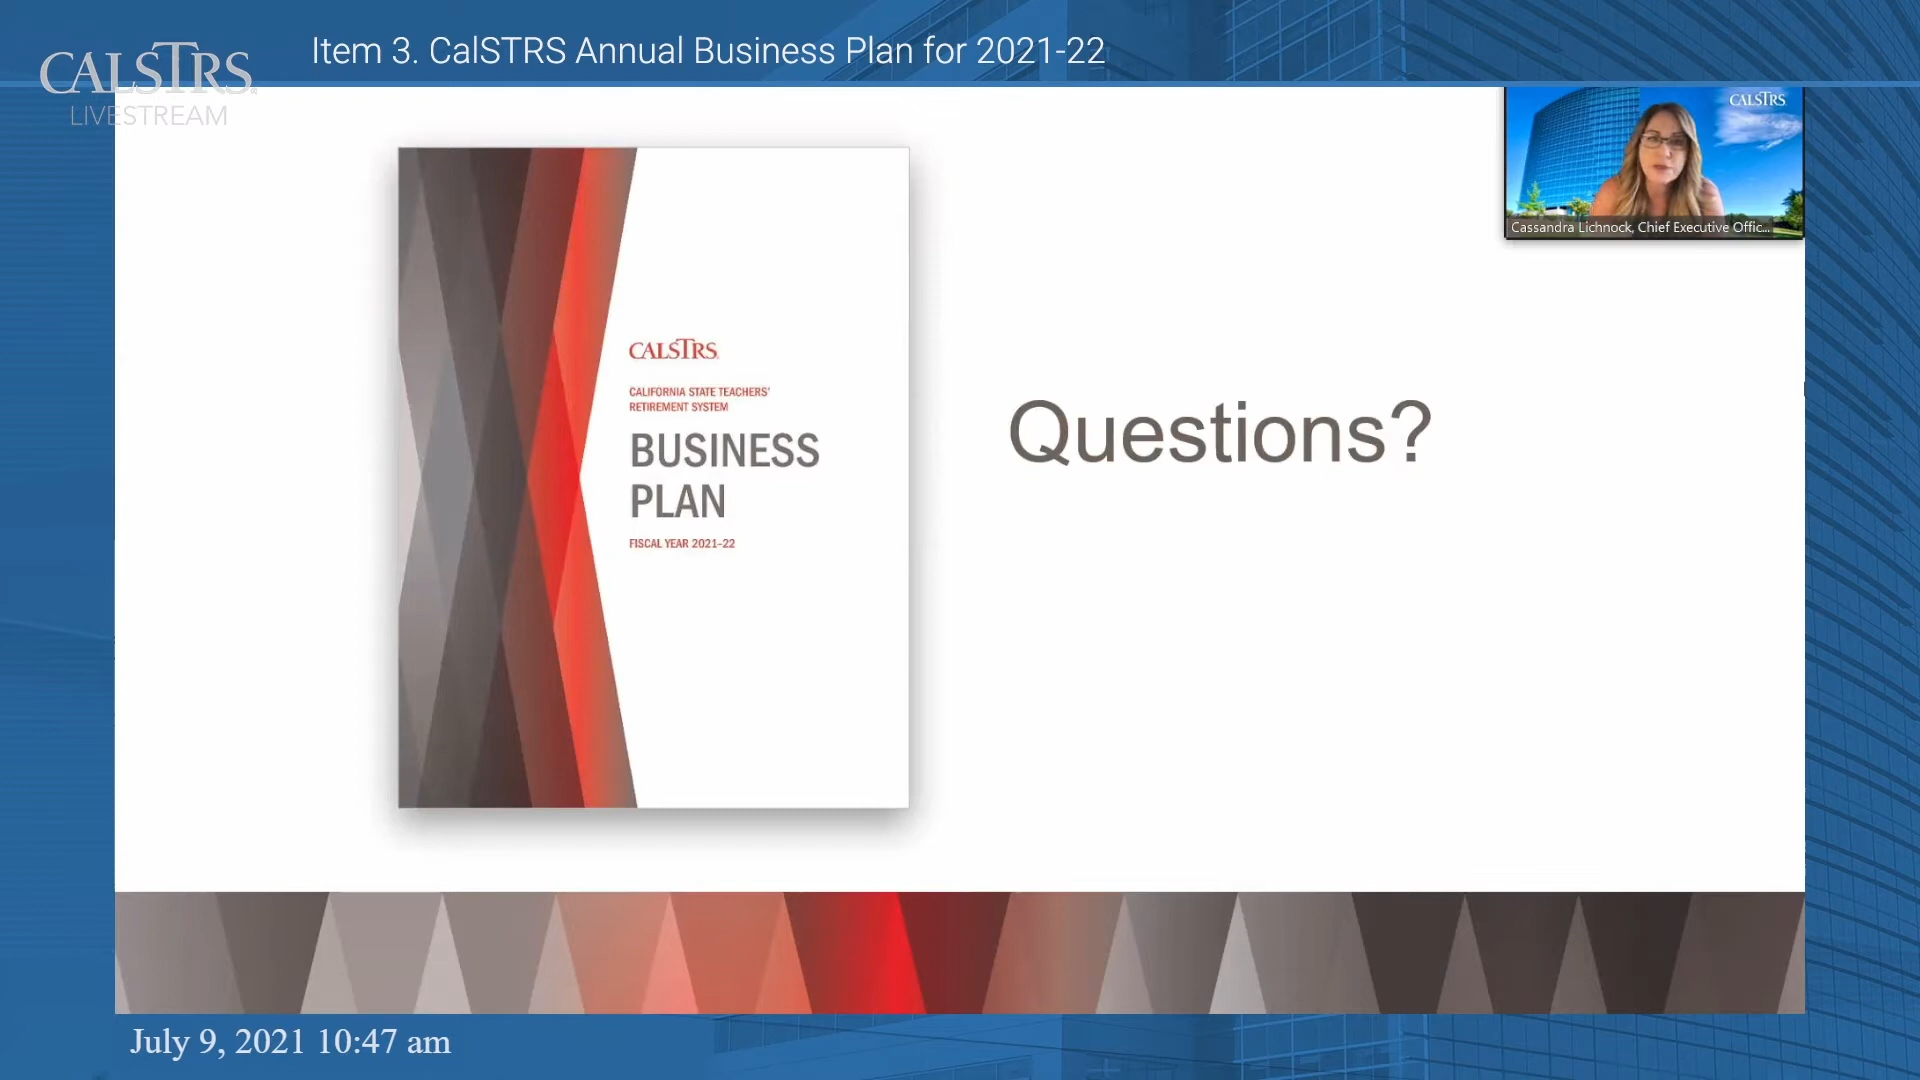 CALSTRS
LIVESTREAM
Item 3. CalSTRS Annual Business Plan for 2021-22
CALSTRS
Cassandra Lichnock, Chief Executive Offic...
CALSTRS
CALIFORNIA STATE TEACHERS'
RETIREMENT SYSTEM
BUSINESS
PLAN
FISCAL YEAR 2021–22
Questions?
July 9, 2021 10:47 am